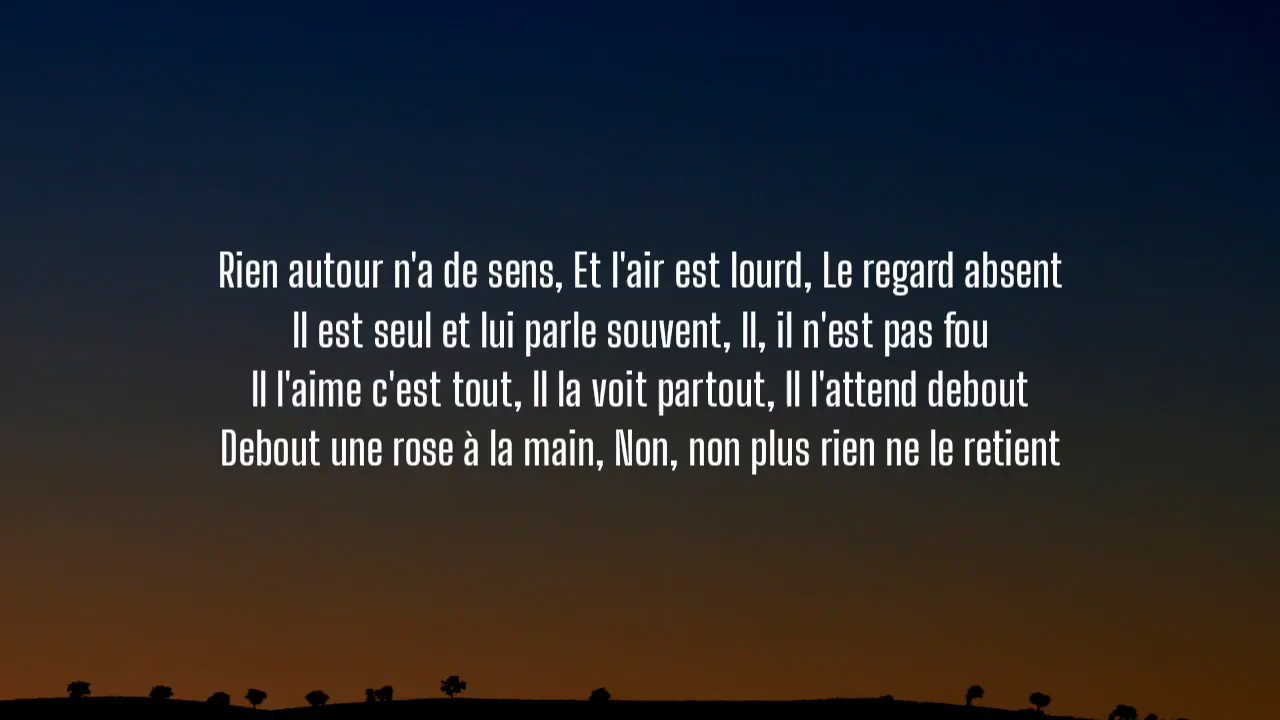 Rien autour n'a de sens, Et l'air est lourd, Le regard absent
Il est seul et lui parle souvent, Il, il n'est pas fou
Il l'aime c'est tout, Il la voit partout, Il l'attend debout
Debout une rose à la main, Non, non plus rien ne le retient